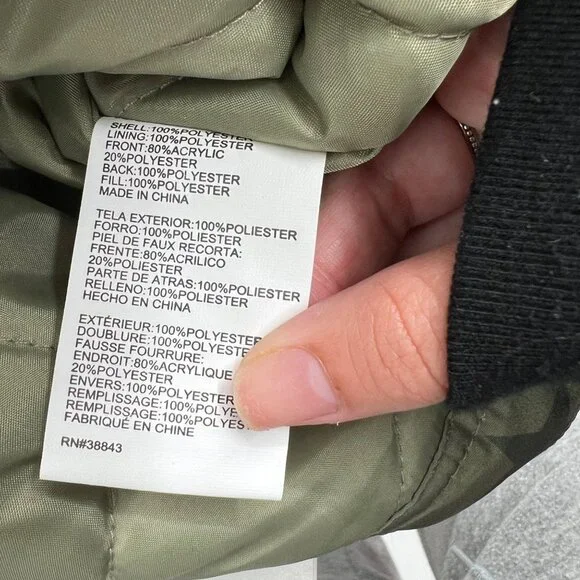 SHELL:100%POLYESTER
LINING:100%POLYESTER
FRONT:80%ACRYLIC
20%POLYESTER
BACK:100%POLYESTER
FILL:100%POLYESTER
MADE IN CHINA
TELA EXTERIOR:100%POLIESTER
FORRO:100%POLIESTER
PIEL DE FAUX RECORTA:
FRENTE:80%ACRILICO
20%POLIESTER
PARTE DE ATRAS:100%POLIESTER
RELLENO:100%POLIESTER
HECHO EN CHINA
EXTÉRIEUR:100%POLYESTER
DOUBLURE:100%POLYESTER
FAUSSE FOURRURE:
ENDROIT:80%ACRYLIQUE
20%POLYESTER
ENVERS:100%POLYESTER
REMPLISSAGE:100%POLYESTER
REMPLISSAGE:100%POLYESTER
FABRIQUÉ EN CHINE
RN#38843